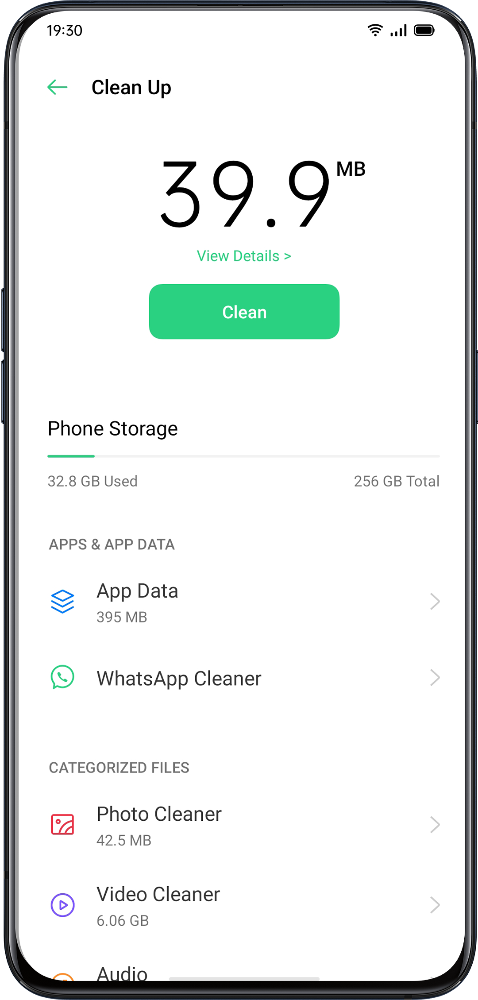 19:30
Clean Up
39.9 MB
View Details >
Clean
Phone Storage
32.8 GB Used
256 GB Total
APPS & APP DATA
App Data
395 MB
WhatsApp Cleaner
CATEGORIZED FILES
Photo Cleaner
42.5 MB
Video Cleaner
6.06 GB
Audio